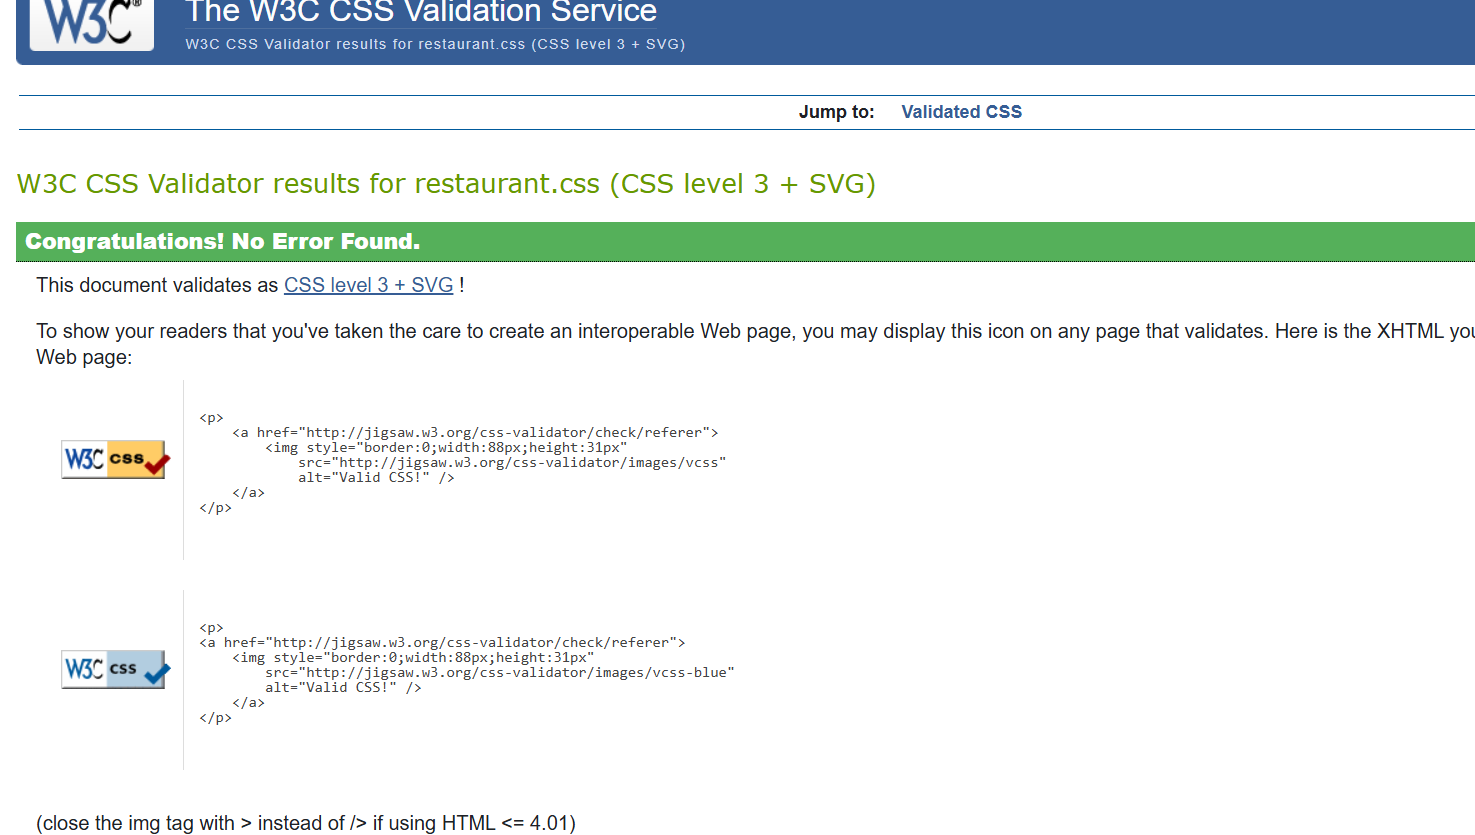 W3C®
The W3C CSS Validation Service
W3C CSS Validator results for restaurant.css (CSS level 3 + SVG)
Jump to: Validated CSS
W3C CSS Validator results for restaurant.css (CSS level 3 + SVG)
Congratulations! No Error Found.
This document validates as CSS level 3 + SVG !
To show your readers that you've taken the care to create an interoperable Web page, you may display this icon on any page that validates. Here is the XHTML you
Web page:
W3C css
<p>
    <a href="http://jigsaw.w3.org/css-validator/check/referer">
        <img style="border:0;width:88px;height:31px"
            src="http://jigsaw.w3.org/css-validator/images/vcss"
            alt="Valid CSS!" />
    </a>
</p>
W3C css
<p>
<a href="http://jigsaw.w3.org/css-validator/check/referer">
    <img style="border:0;width:88px;height:31px"
        src="http://jigsaw.w3.org/css-validator/images/vcss-blue"
        alt="Valid CSS!" />
    </a>
</p>
(close the img tag with > instead of /> if using HTML <= 4.01)